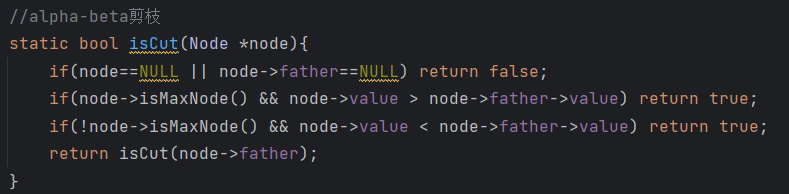 //alpha-beta剪枝
static bool isCut(Node *node){
    if(node==NULL || node->father==NULL) return false;
    if(node->isMaxNode() && node->value > node->father->value) return true;
    if(!node->isMaxNode() && node->value < node->father->value) return true;
    return isCut(node->father);
}